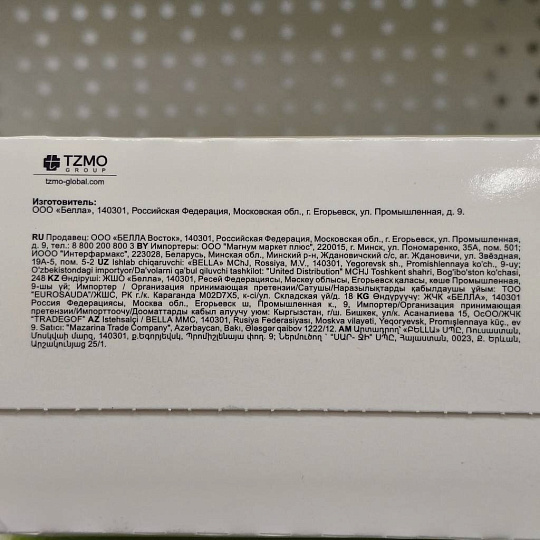 TZMO
GROUP
tzmo-global.com
Изготовитель:
ООО «Белла», 140301, Российская Федерация, Московская обл., г. Егорьевск, ул. Промышленная, д. 9.
RU Продавец: ООО «БЕЛЛА Восток», 140301, Российская Федерация, Московская обл., г. Егорьевск, ул. Промышленная,
д. 9, тел.: 8 800 200 800 3 BY Импортеры: ООО "Магнум маркет плюс", 220015, г. Минск, ул. Пономаренко, 35А, пом. 501;
ИООО "Интерфармакс", 223028, Беларусь, Минская обл., Минский р-н, Ждановичский с/с, аг. Ждановичи, ул. Звёздная,
19А-5, пом. 5-2 UZ Ishlab chiqaruvchi: «BELLA» MChJ, Rossiya, M.V., 140301, Yegorevsk sh., Promishlennaya ko'ch., 9-uy;
O'zbekistondagi importyor/Da'volarni qa'bul qiluvchi tashkilot: "United Distribution" MCHJ Toshkent shahri, Bog'ibo'ston ko'chasi,
248 KZ Өндіруші: ЖШО «Белла», 140301, Ресей Федерациясы, Мәскеу облысы, Егорьевск қаласы, көше Промышленная,
9-шы үй; Импортер / Организация принимающая претензии/Сатушы/Наразылықтарды қабылдаушы ұйым: ТОО
"EUROSAUDA"/ЖШС, РК г./к. Караганда M02D7X5, к-сі/ул. Складская үй/д. 18 KG Өндүрүүчү: ЖЧК «БЕЛЛА», 140301
Россия Федерациясы, Москва обл., Егорьевск ш, Промышленная к., 9, Импортер/Организация принимающая
претензии/Импорттоочу/Дооматтарды кабыл алуучу уюм: Кыргызстан, г/ш. Бишкек, ул/к. Асаналиева 15, ОсОО/ЖЧК
"TRADEGOF" AZ İstehsalçı / BELLA MMC, 140301, Rusiya Federasiyası, Moskva vilayəti, Yeqoryevsk, Promışlennaya küç., ev
9. Satıcı: "Mazarina Trade Company", Azərbaycan, Bakı, Ələsgər qaibov 1222/12. AM Արտադրող՝ «ԲԵԼԼԱ» ՍՊԸ, Ռուսաստան,
Մոսկվայի մարզ, 140301, ք.Եգորևսկ, Պրոմիշլենայա փող. 9; Ներմուծող՝ "ՍԱՐ- ՋԻ" ՍՊԸ, Հայաստան, 0023, Ք. Երևան,
Արշակունյաց 25/1.